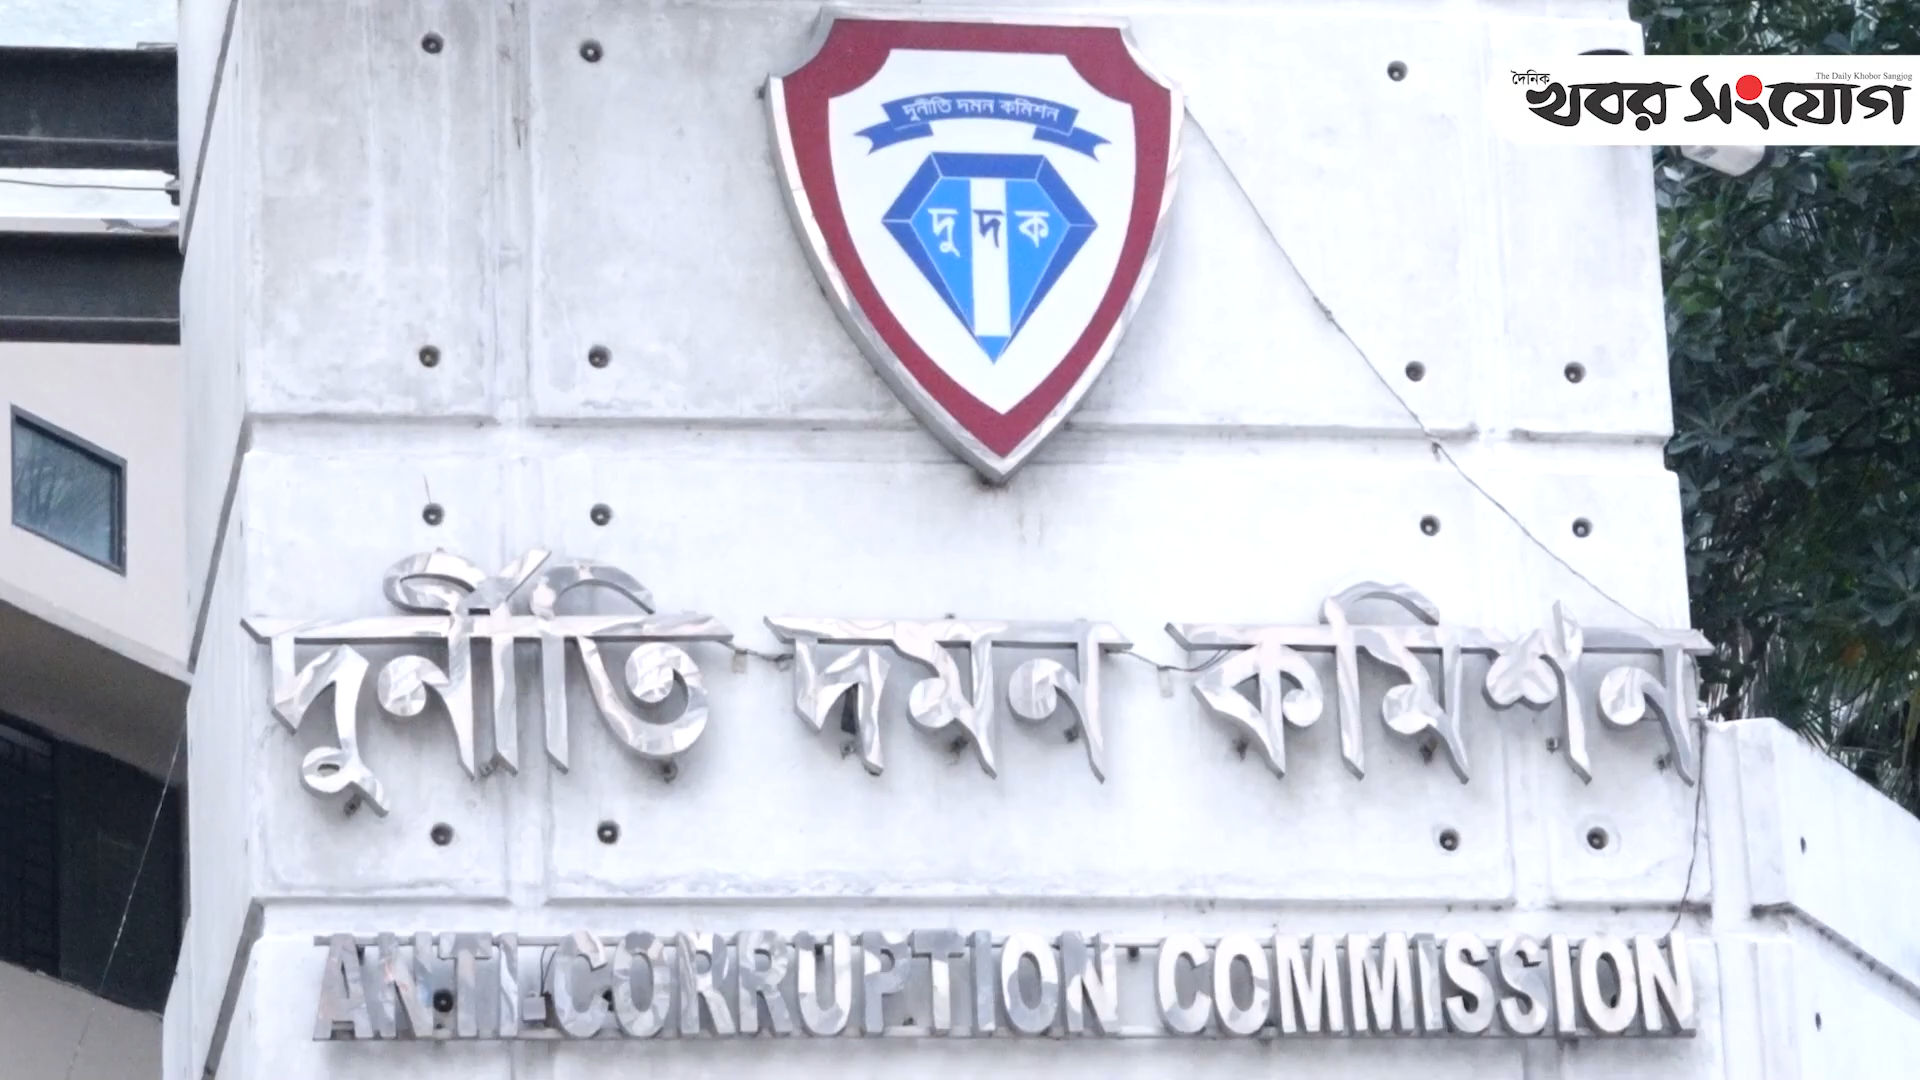 দৈনিক
The Daily Khobor Sangjog
খবর সংযোগ
দুর্নীতি দমন কমিশন
দুদক
দুর্নীতি দমন কমিশন
ANTI-CORRUPTION COMMISSION